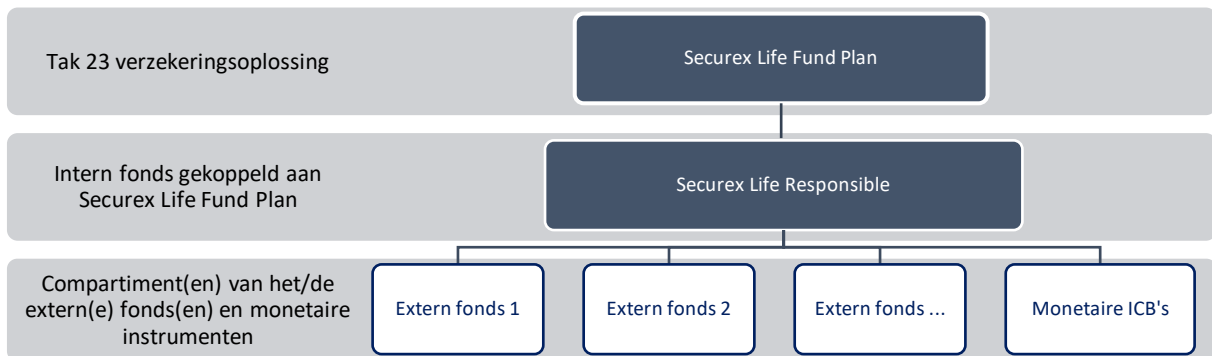 Tak 23 verzekeringsoplossing
Securex Life Fund Plan
Intern fonds gekoppeld aan
Securex Life Fund Plan
Securex Life Responsible
Compartiment(en) van het/de
extern(e) fonds(en) en monetaire
instrumenten
Extern fonds 1
Extern fonds 2
Extern fonds ...
Monetaire ICB's